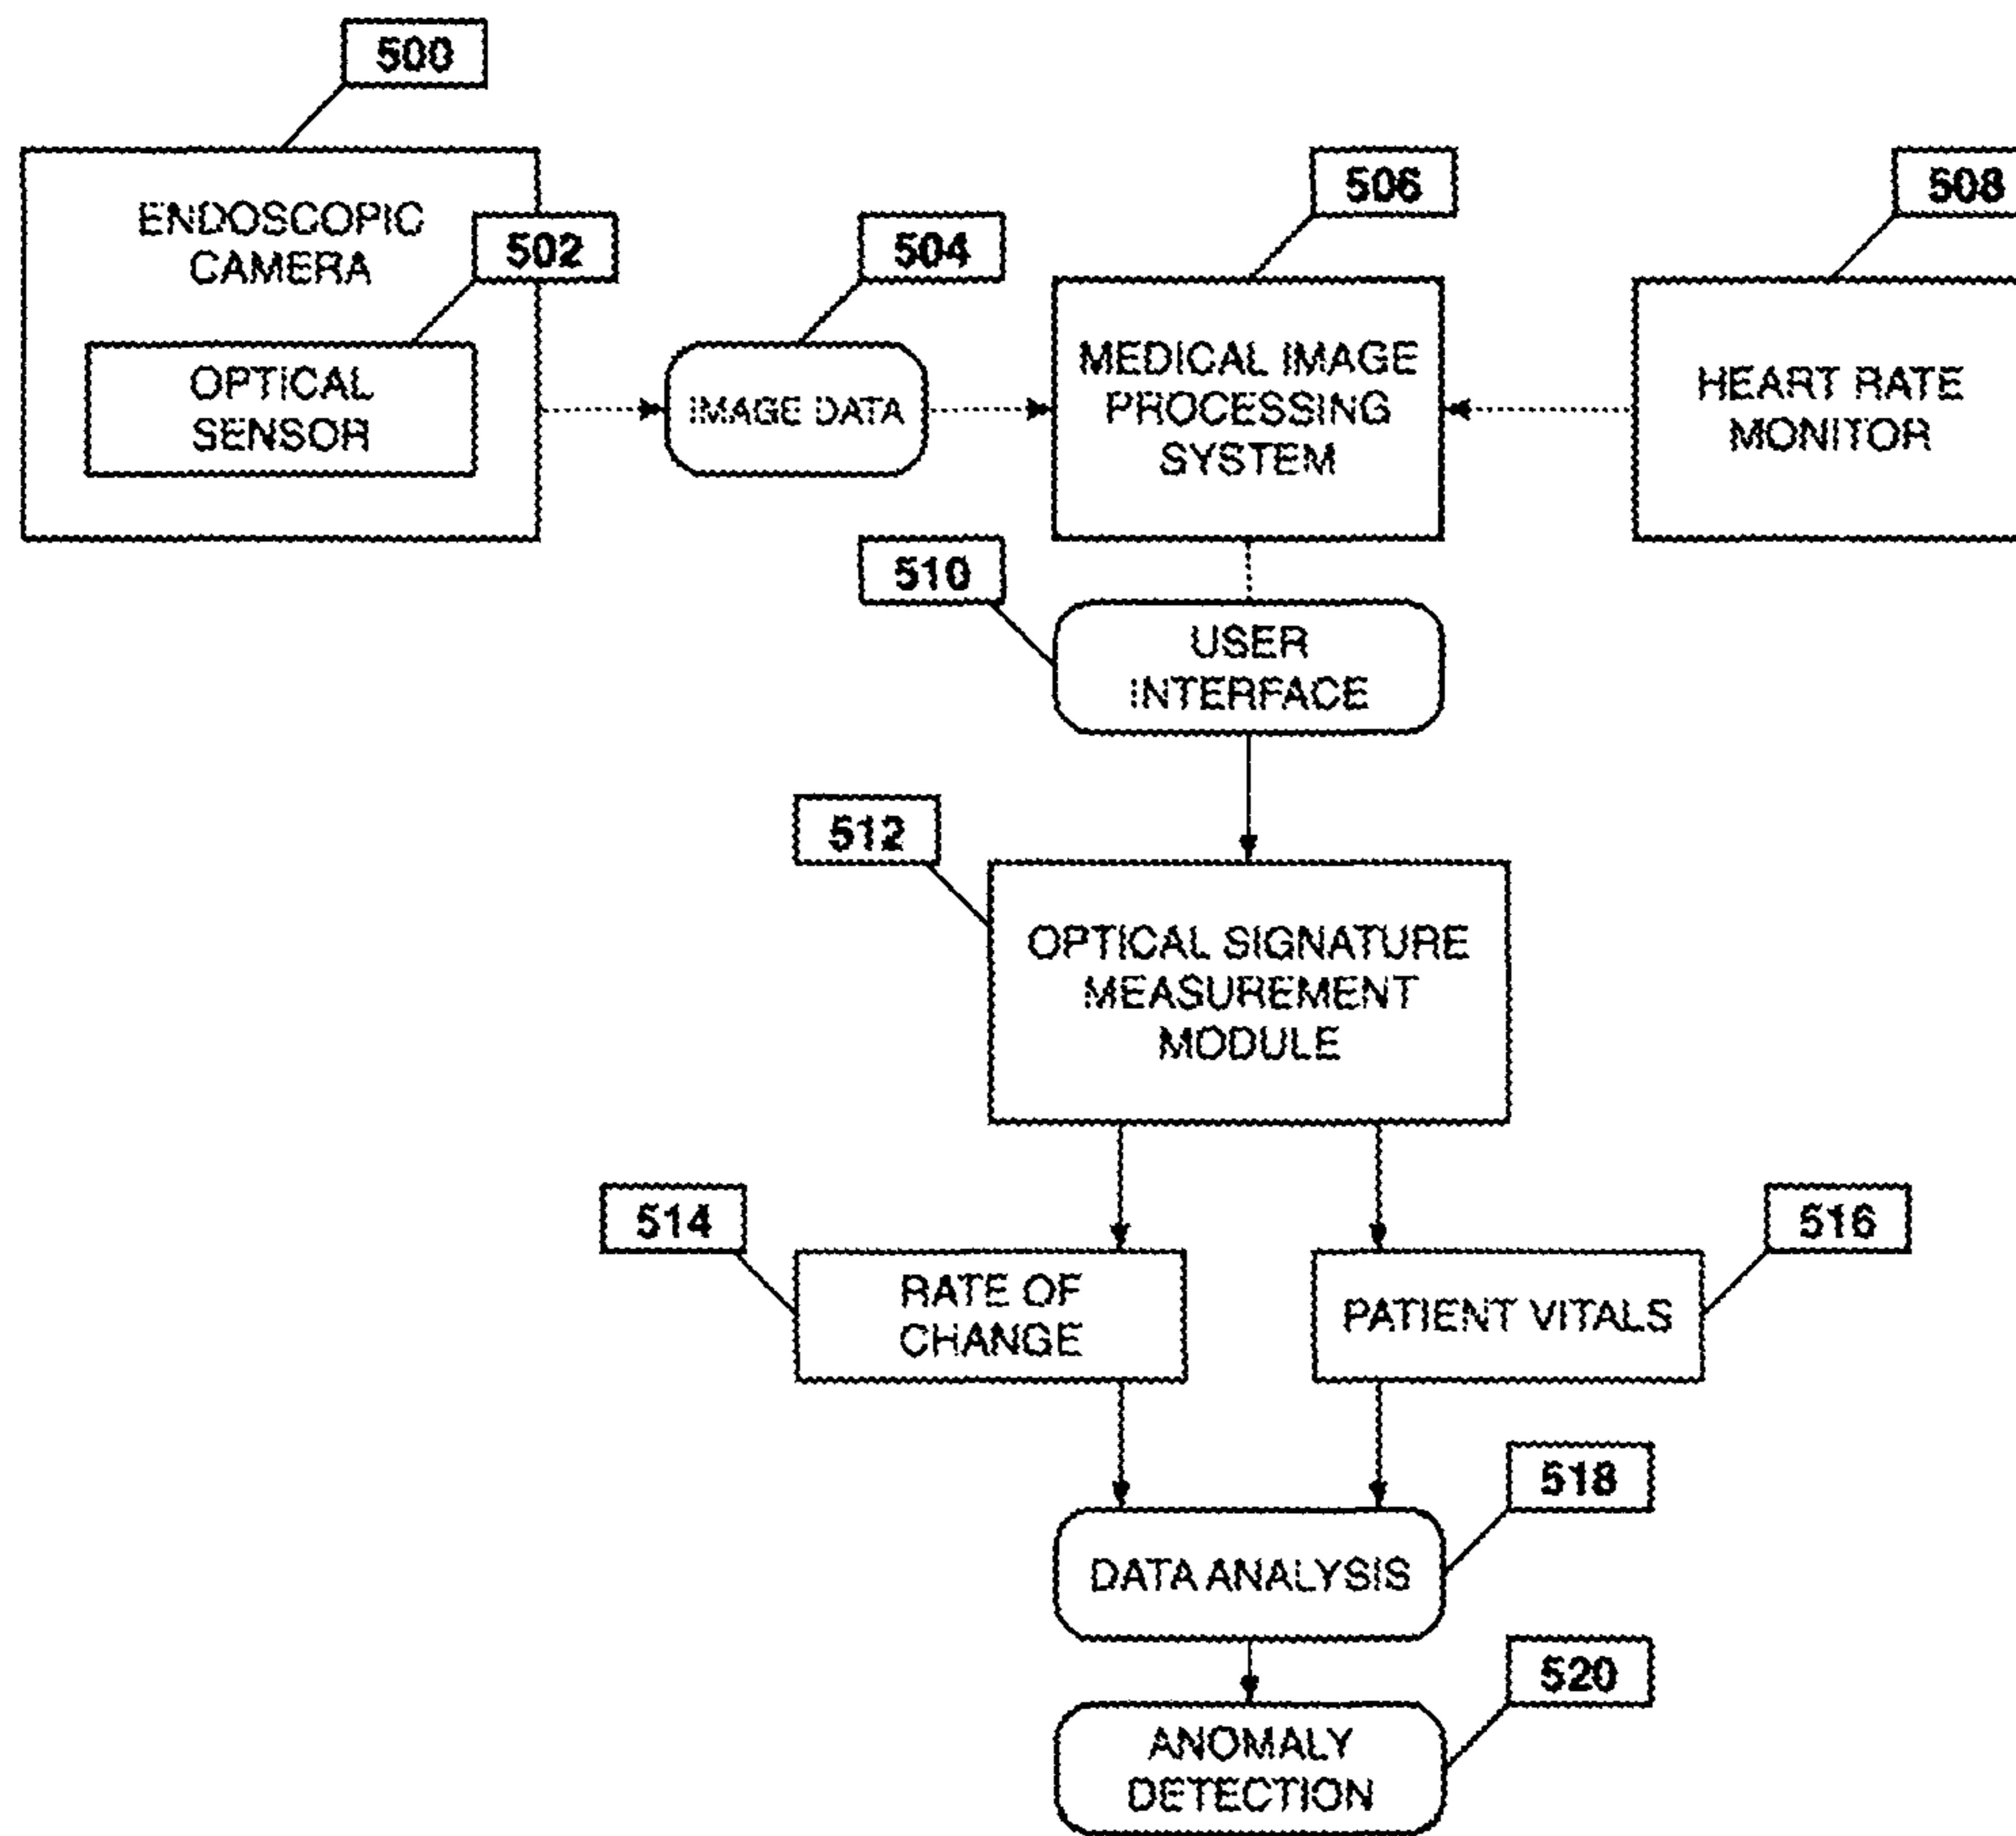 500
ENDOSCOPIC
CAMERA
502
OPTICAL
SENSOR
504
IMAGE DATA
506
MEDICAL IMAGE
PROCESSING
SYSTEM
508
HEART RATE
MONITOR
510
USER
INTERFACE
512
OPTICAL SIGNATURE
MEASUREMENT
MODULE
514
RATE OF
CHANGE
516
PATIENT VITALS
518
DATA ANALYSIS
520
ANOMALY
DETECTION